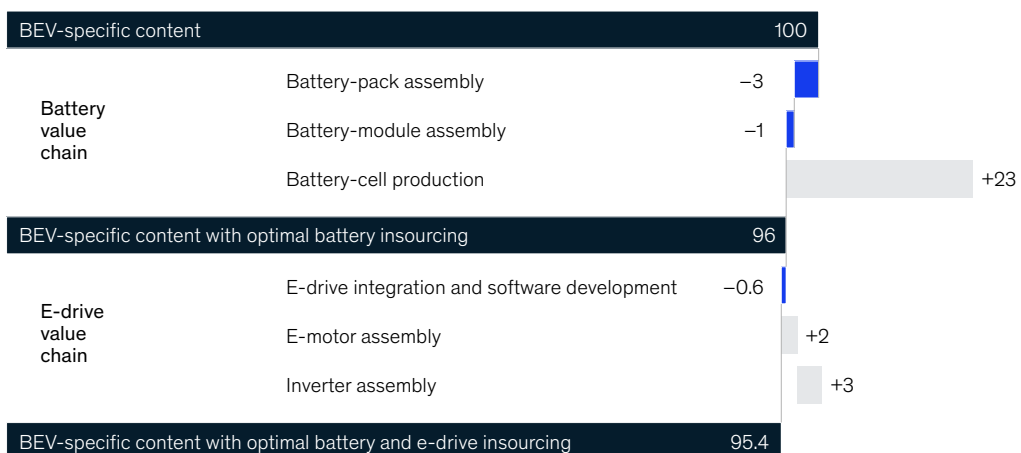 BEV-specific content 100
Battery-pack assembly –3
Battery
value
chain
Battery-module assembly –1
Battery-cell production +23
BEV-specific content with optimal battery insourcing 96
E-drive integration and software development –0.6
E-drive
value
chain
E-motor assembly +2
Inverter assembly +3
BEV-specific content with optimal battery and e-drive insourcing 95.4